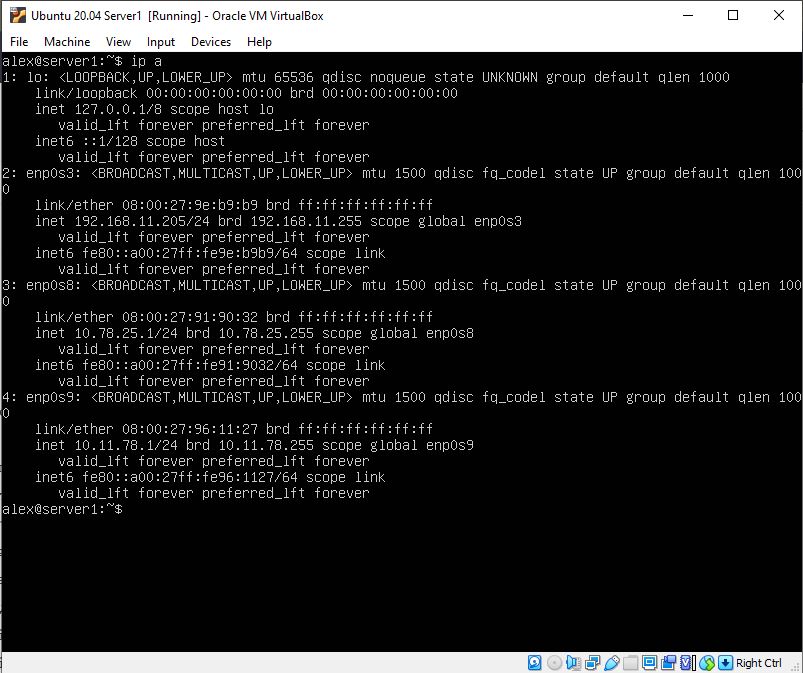 Ubuntu 20.04 Server1 [Running] - Oracle VM VirtualBox
File Machine View Input Devices Help
alex@server1:~$ ip a
1: lo: <LOOPBACK,UP,LOWER_UP> mtu 65536 qdisc noqueue state UNKNOWN group default qlen 1000
link/loopback 00:00:00:00:00:00 brd 00:00:00:00:00:00
inet 127.0.0.1/8 scope host lo
valid_lft forever preferred_lft forever
inet6 ::1/128 scope host
valid_lft forever preferred_lft forever
2: enp0s3: <BROADCAST,MULTICAST,UP,LOWER_UP> mtu 1500 qdisc fq_codel state UP group default qlen 100
0
link/ether 08:00:27:9e:b9:b9 brd ff:ff:ff:ff:ff:ff
inet 192.168.11.205/24 brd 192.168.11.255 scope global enp0s3
valid_lft forever preferred_lft forever
inet6 fe80::a00:27ff:fe9e:b9b9/64 scope link
valid_lft forever preferred_lft forever
3: enp0s8: <BROADCAST,MULTICAST,UP,LOWER_UP> mtu 1500 qdisc fq_codel state UP group default qlen 100
0
link/ether 08:00:27:91:90:32 brd ff:ff:ff:ff:ff:ff
inet 10.78.25.1/24 brd 10.78.25.255 scope global enp0s8
valid_lft forever preferred_lft forever
inet6 fe80::a00:27ff:fe91:9032/64 scope link
valid_lft forever preferred_lft forever
4: enp0s9: <BROADCAST,MULTICAST,UP,LOWER_UP> mtu 1500 qdisc fq_codel state UP group default qlen 100
0
link/ether 08:00:27:96:11:27 brd ff:ff:ff:ff:ff:ff
inet 10.11.78.1/24 brd 10.11.78.255 scope global enp0s9
valid_lft forever preferred_lft forever
inet6 fe80::a00:27ff:fe96:1127/64 scope link
valid_lft forever preferred_lft forever
alex@server1:~$
Right Ctrl